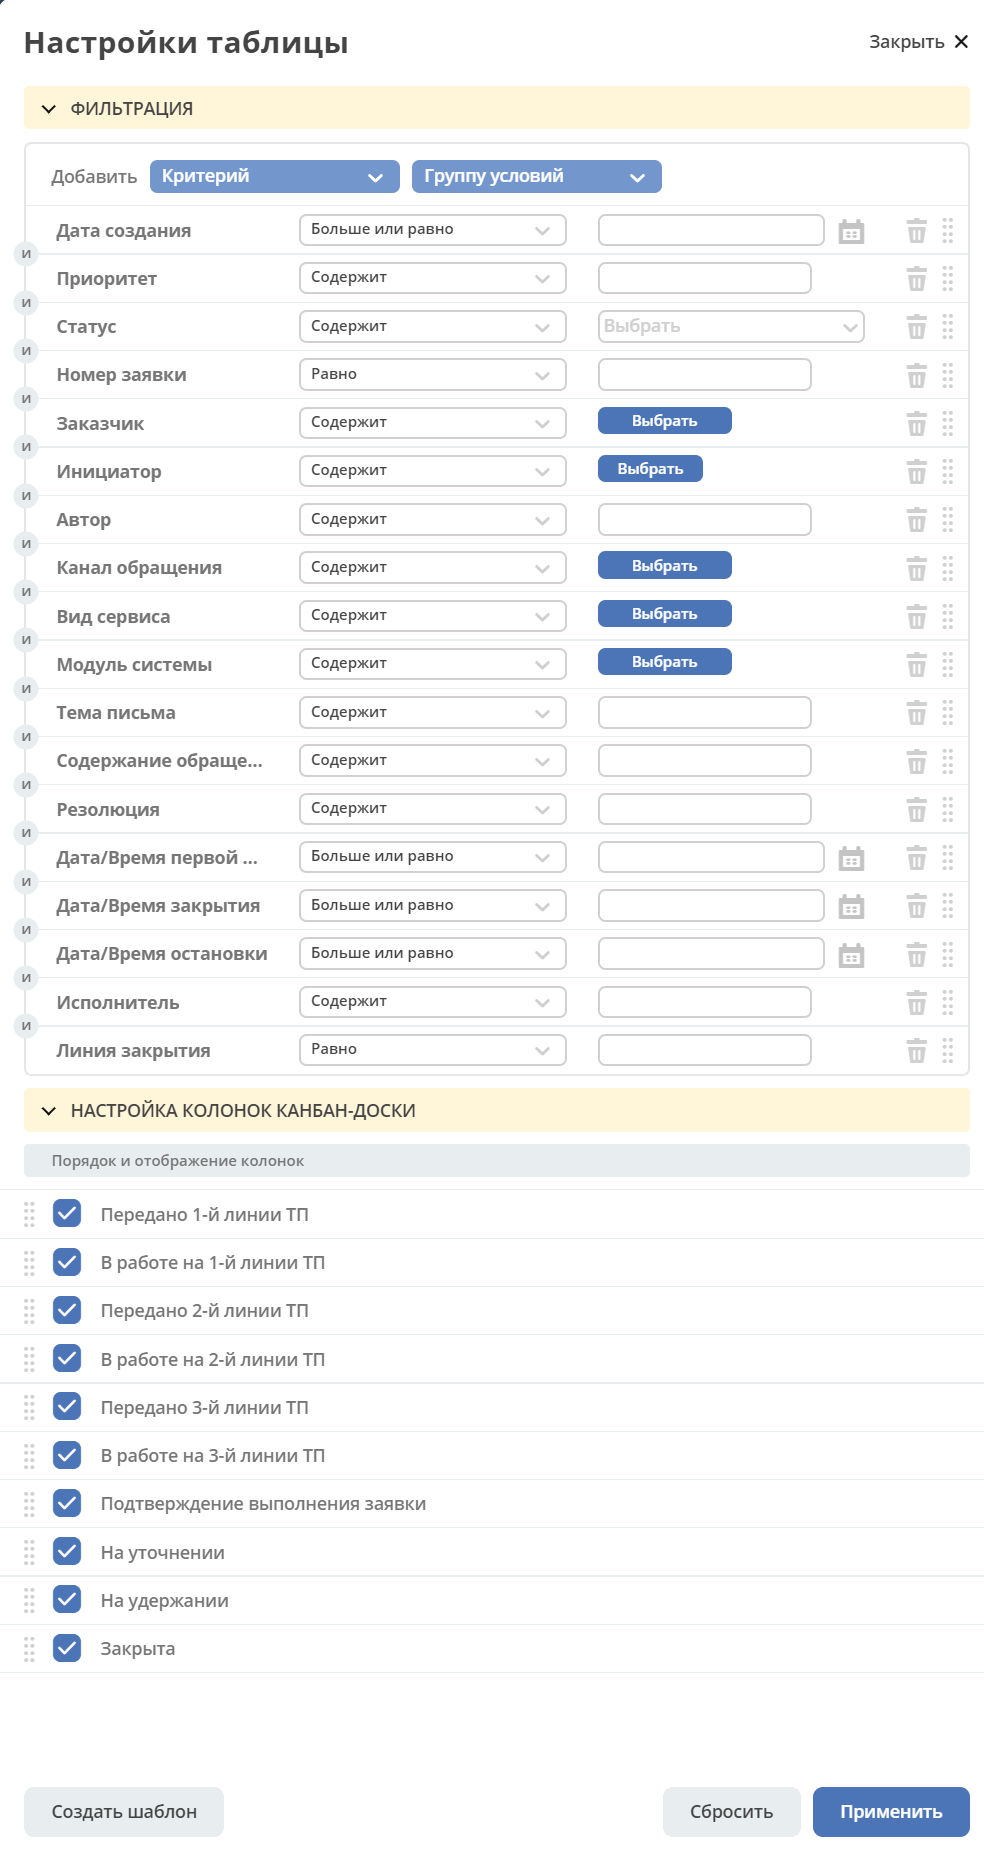 Настройки таблицы
Закрыть
ФИЛЬТРАЦИЯ
Добавить Критерий Группу условий
Дата создания Больше или равно
и
Приоритет Содержит
и
Статус Содержит Выбрать
и
Номер заявки Равно
и
Заказчик Содержит Выбрать
и
Инициатор Содержит Выбрать
и
Автор Содержит
и
Канал обращения Содержит Выбрать
и
Вид сервиса Содержит Выбрать
и
Модуль системы Содержит Выбрать
и
Тема письма Содержит
и
Содержание обраще... Содержит
и
Резолюция Содержит
и
Дата/Время первой ... Больше или равно
и
Дата/Время закрытия Больше или равно
и
Дата/Время остановки Больше или равно
и
Исполнитель Содержит
и
Линия закрытия Равно
НАСТРОЙКА КОЛОНОК КАНБАН-ДОСКИ
Порядок и отображение колонок
Передано 1-й линии ТП
В работе на 1-й линии ТП
Передано 2-й линии ТП
В работе на 2-й линии ТП
Передано 3-й линии ТП
В работе на 3-й линии ТП
Подтверждение выполнения заявки
На уточнении
На удержании
Закрыта
Создать шаблон Сбросить Применить